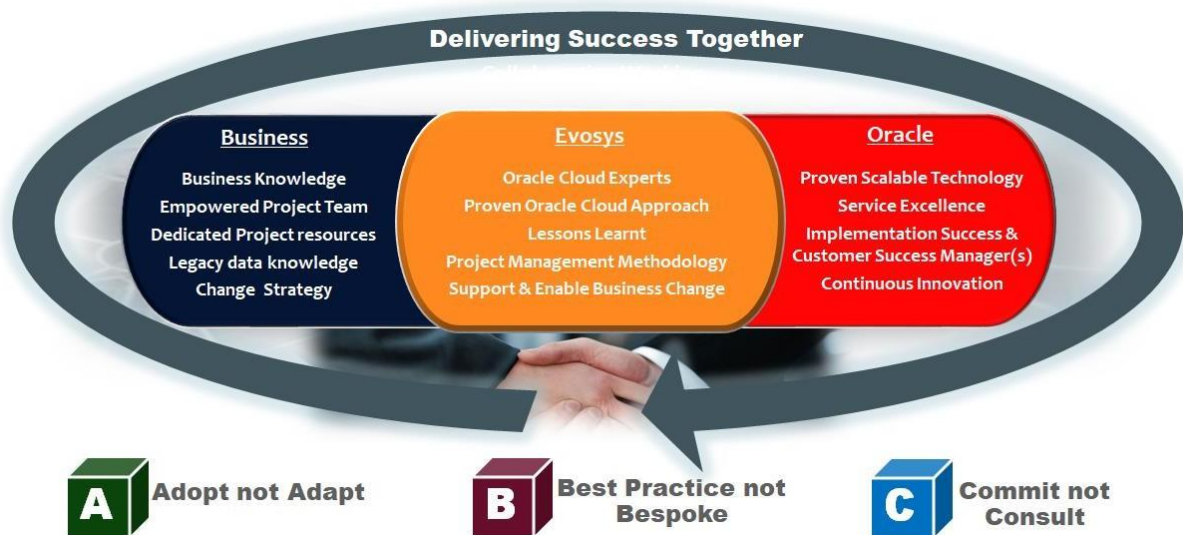 Delivering Success Together
Business
Business Knowledge
Empowered Project Team
Dedicated Project resources
Legacy data knowledge
Change Strategy
Evosys
Oracle Cloud Experts
Proven Oracle Cloud Approach
Lessons Learnt
Project Management Methodology
Support & Enable Business Change
Oracle
Proven Scalable Technology
Service Excellence
Implementation Success &
Customer Success Manager(s)
Continuous Innovation
A
Adopt not Adapt
B
Best Practice not
Bespoke
C
Commit not
Consult